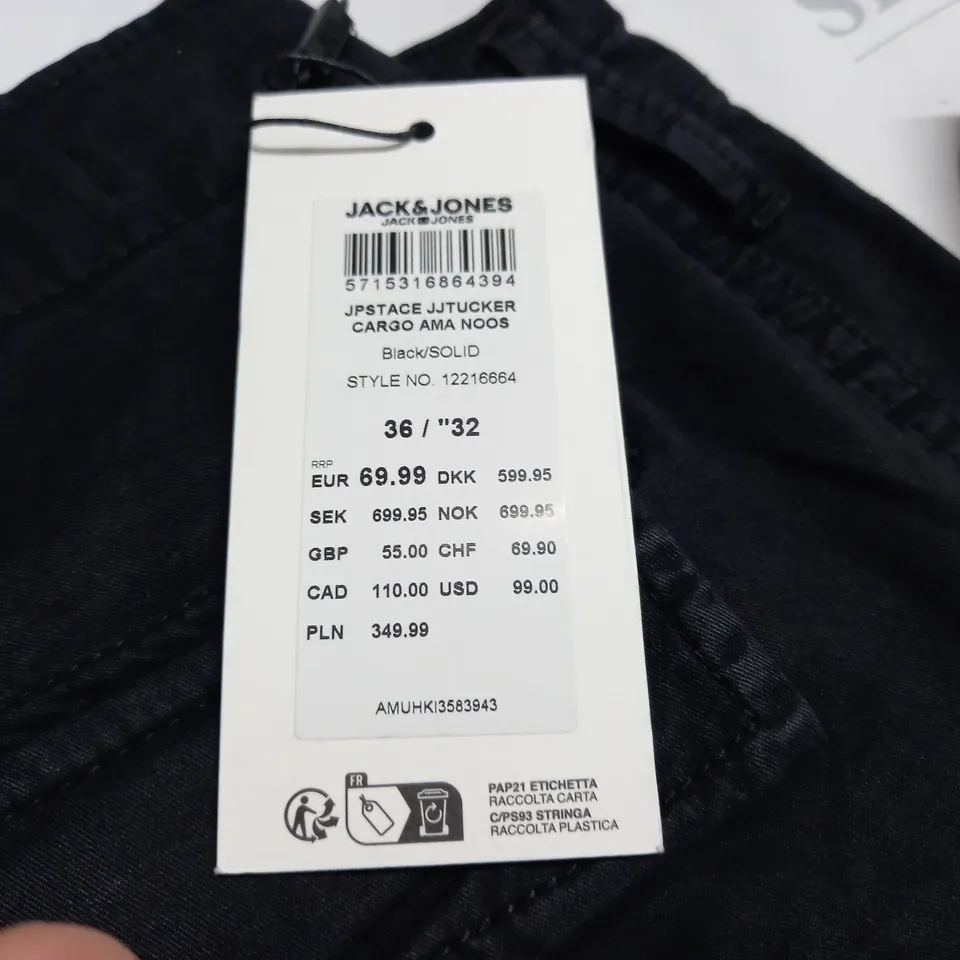 JACK&JONES
JACK & JONES
5715316864394
JPSTACE JJTUCKER
CARGO AMA NOOS
Black/SOLID
STYLE NO. 12216664
36 / "32
RRP
EUR 69.99 DKK 599.95
SEK 699.95 NOK 699.95
GBP 55.00 CHF 69.90
CAD 110.00 USD 99.00
PLN 349.99
AMUHKI3583943
FR
PAP21 ETICHETTA
RACCOLTA CARTA
C/PS93 STRINGA
RACCOLTA PLASTICA